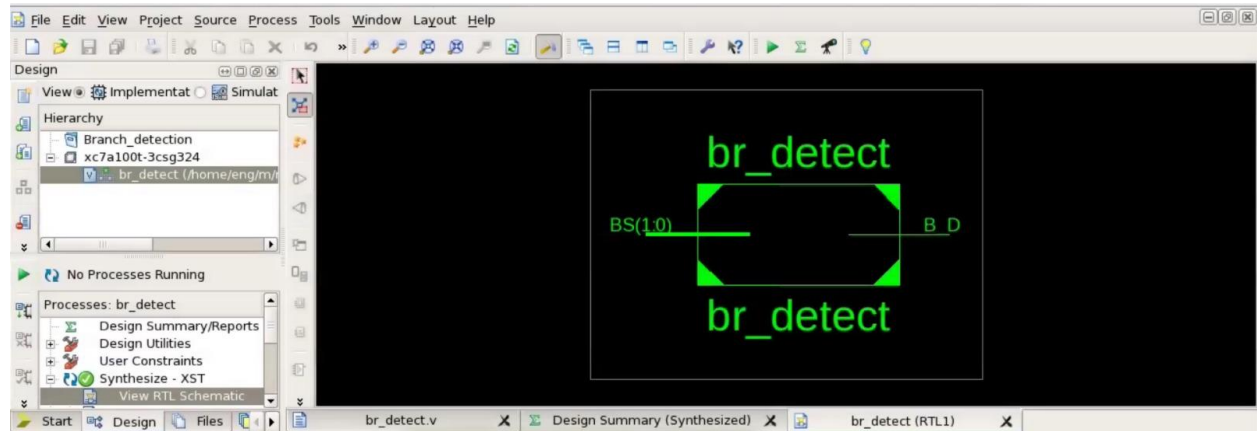 File Edit View Project Source Process Tools Window Layout Help
Design
View Implementat Simulat
Hierarchy
Branch_detection
xc7a100t-3csg324
br_detect (/home/eng/m/r
No Processes Running
Processes: br_detect
Design Summary/Reports
Design Utilities
User Constraints
Synthesize - XST
View RTL Schematic
Start Design Files
br_detect
BS(1:0) B_D
br_detect
br_detect.v Design Summary (Synthesized) br_detect (RTL1)